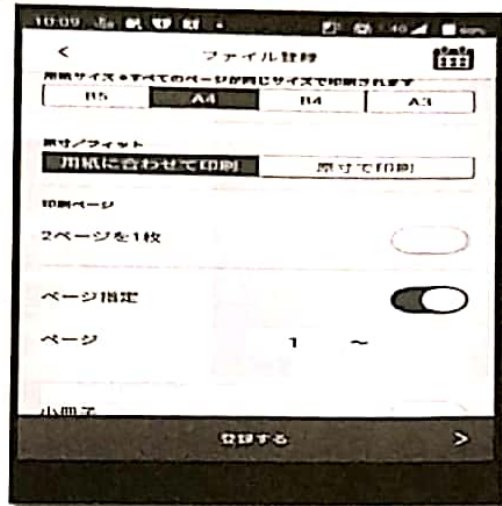 10:09
ファイル登録
用紙サイズ※すべてのページが同じサイズで印刷されます
B5 A4 B4 A3
原寸/フィット
用紙に合わせて印刷 原寸で印刷
印刷ページ
2ページを1枚
ページ指定
ページ 1 ~
小冊子
登録する >